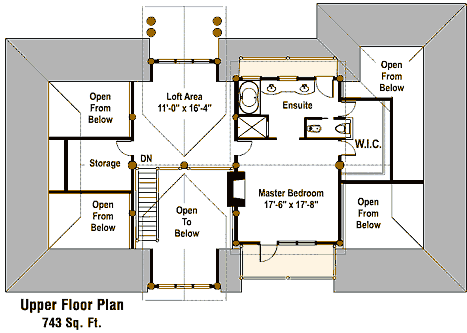 Open
From
Below
Loft Area
11'-0" x 16'-4"
Ensuite
Open
From
Below
Storage
DN
W.I.C.
Open
From
Below
Open
To
Below
Master Bedroom
17'-6" x 17'-8"
Open
From
Below
Upper Floor Plan
743 Sq. Ft.